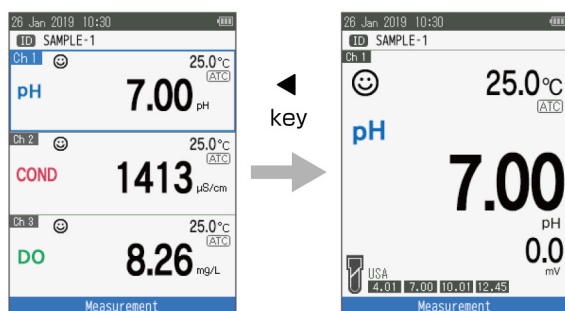 26 Jan 2019 10:30
ID SAMPLE-1
Ch 1
25.0°C
ATC
pH
7.00 pH
Ch 2
25.0°C
ATC
COND
1413 µS/cm
Ch 3
25.0°C
ATC
DO
8.26 mg/L
Measurement
◀
key
26 Jan 2019 10:30
ID SAMPLE-1
Ch 1
25.0°C
ATC
pH
7.00
pH
0.0
mV
USA
4.01 7.00 10.01 12.45
Measurement